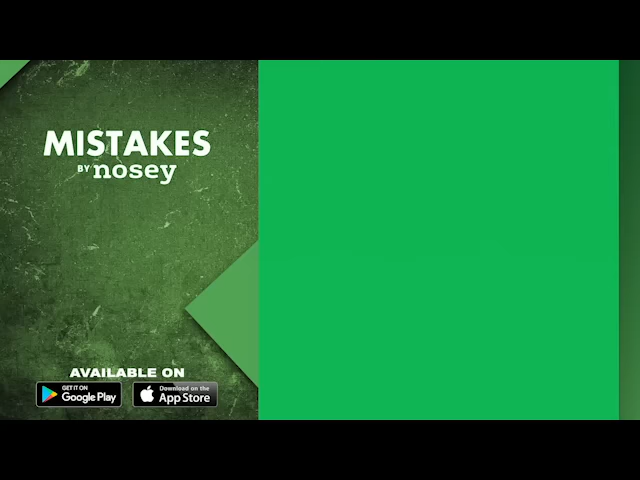 MISTAKES
BY nosey
AVAILABLE ON
GET IT ON
Google Play
Download on the
App Store